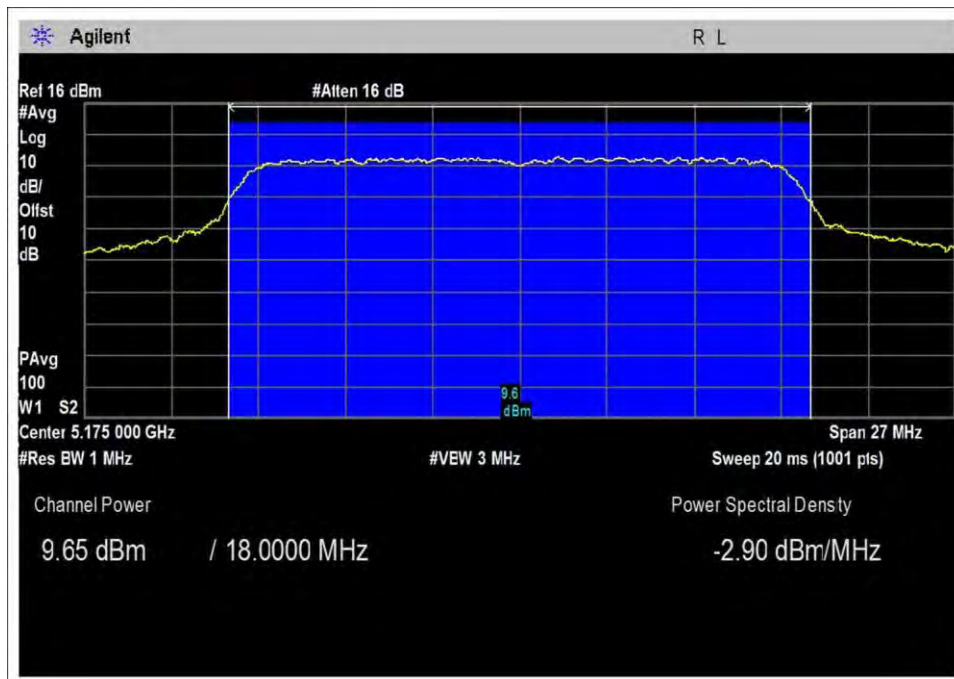 Agilent R L
Ref 16 dBm #Atten 16 dB
#Avg
Log
10
dB/
Offst
10
dB
PAvg
100
W1 S2
9.6
dBm
Center 5.175 000 GHz Span 27 MHz
#Res BW 1 MHz #VEW 3 MHz Sweep 20 ms (1001 pts)
Channel Power Power Spectral Density
9.65 dBm / 18.0000 MHz -2.90 dBm/MHz